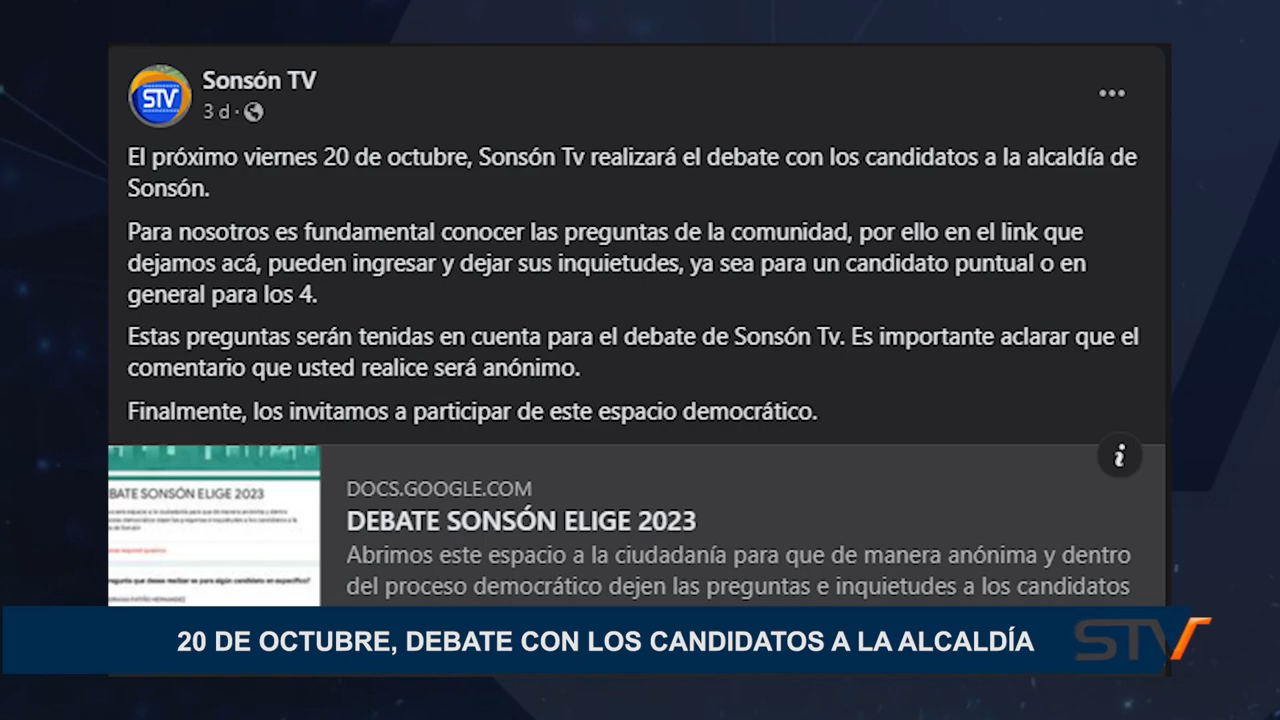 Sonsón TV
STV
3 d ·
El próximo viernes 20 de octubre, Sonsón Tv realizará el debate con los candidatos a la alcaldía de
Sonsón.
Para nosotros es fundamental conocer las preguntas de la comunidad, por ello en el link que
dejamos acá, pueden ingresar y dejar sus inquietudes, ya sea para un candidato puntual o en
general para los 4.
Estas preguntas serán tenidas en cuenta para el debate de Sonsón Tv. Es importante aclarar que el
comentario que usted realice será anónimo.
Finalmente, los invitamos a participar de este espacio democrático.
BATE SONSÓN ELIGE 2023
DOCS.GOOGLE.COM
DEBATE SONSÓN ELIGE 2023
Abrimos este espacio a la ciudadanía para que de manera anónima y dentro
del proceso democrático dejen las preguntas e inquietudes a los candidatos
20 DE OCTUBRE, DEBATE CON LOS CANDIDATOS A LA ALCALDÍA
STV